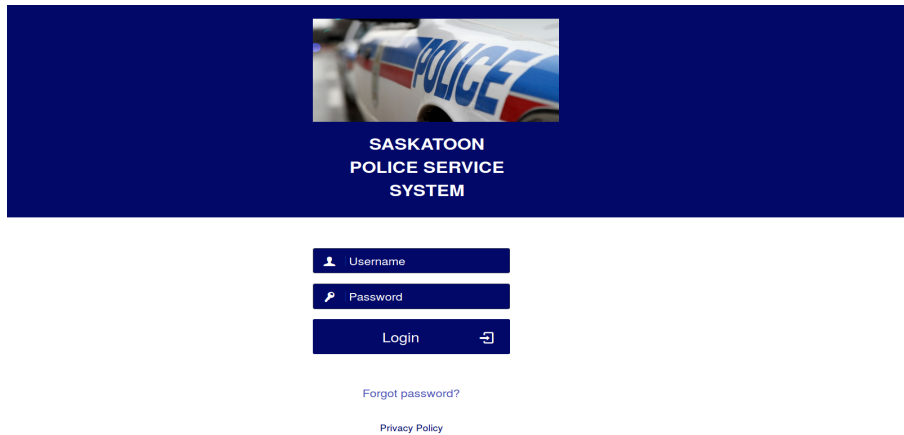 POLICE
SASKATOON
POLICE SERVICE
SYSTEM
Username
Password
Login
Forgot password?
Privacy Policy